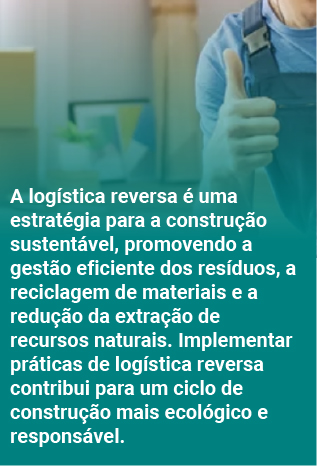 A logística reversa é uma
estratégia para a construção
sustentável, promovendo a
gestão eficiente dos resíduos, a
reciclagem de materiais e a
redução da extração de
recursos naturais. Implementar
práticas de logística reversa
contribui para um ciclo de
construção mais ecológico e
responsável.